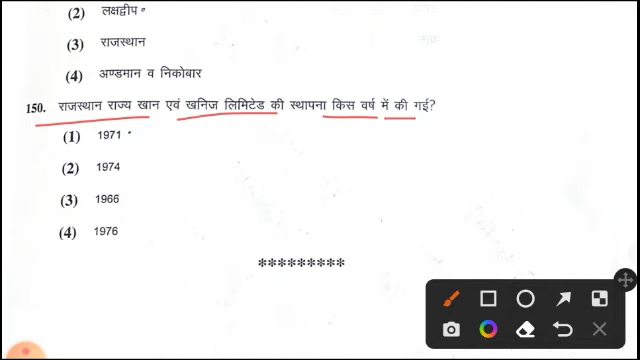 (2) लक्षद्वीप
(3) राजस्थान
(4) अण्डमान व निकोबार
150. राजस्थान राज्य खान एवं खनिज लिमिटेड की स्थापना किस वर्ष में की गई?
(1) 1971
(2) 1974
(3) 1966
(4) 1976
*********